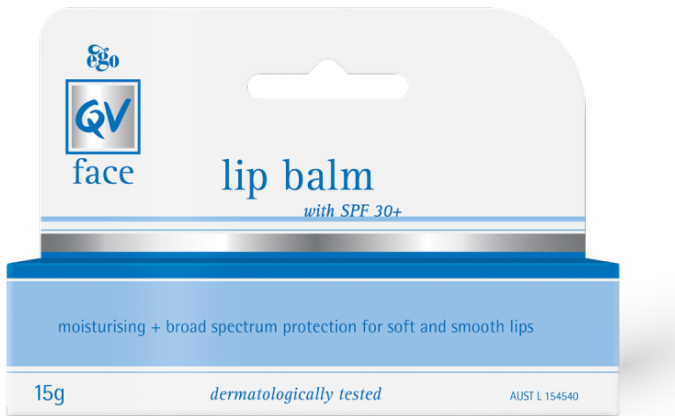 ego
QV
face
lip balm
with SPF 30+
moisturising + broad spectrum protection for soft and smooth lips
15g
dermatologically tested
AUST L 154540